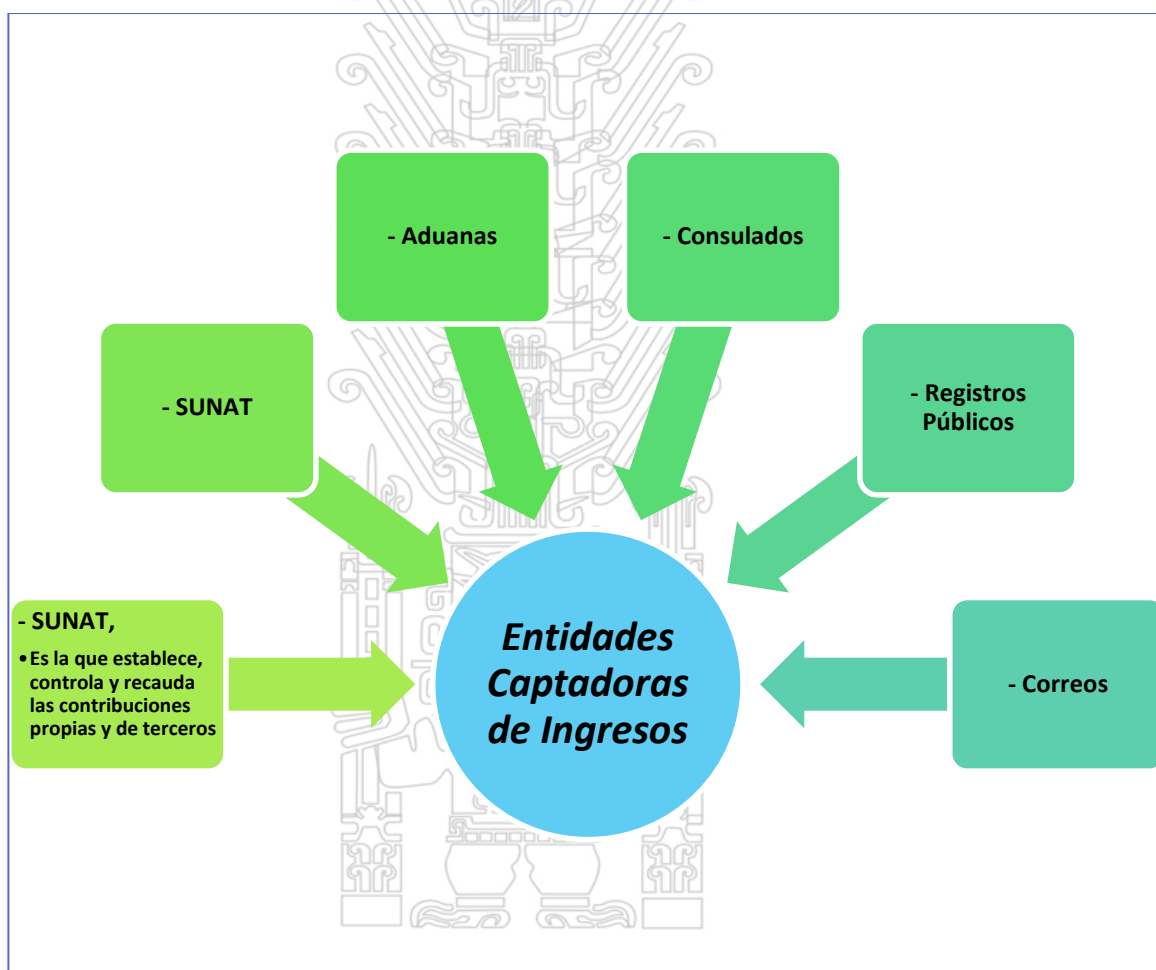 - Aduanas
- Consulados
- SUNAT
- Registros
Públicos
- SUNAT,
•Es la que establece,
controla y recauda
las contribuciones
propias y de terceros
Entidades
Captadoras
de Ingresos
- Correos